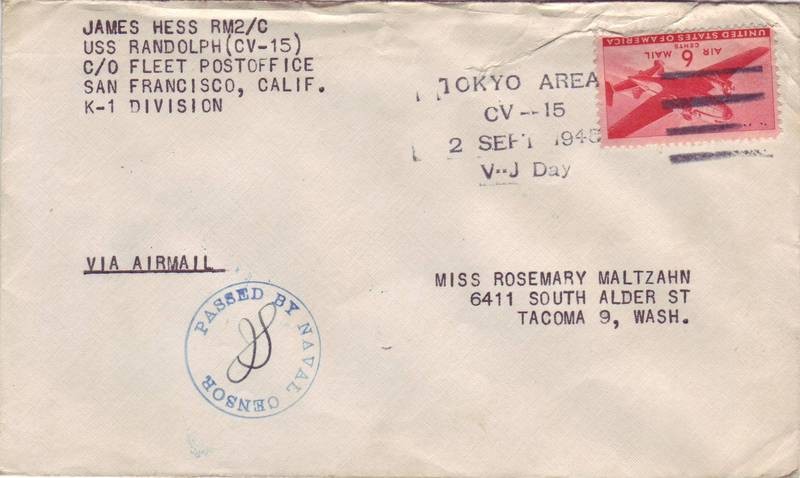 JAMES HESS RM2/C
USS RANDOLPH(CV-15)
C/O FLEET POSTOFFICE
SAN FRANCISCO, CALIF.
K-1 DIVISION
TOKYO AREA
CV--15
2 SEPT 1945
V-J Day
UNITED STATES OF AMERICA
AIR 6 MAIL
CENTS
VIA AIRMAIL
MISS ROSEMARY MALTZAHN
6411 SOUTH ALDER ST
TACOMA 9, WASH.
PASSED BY NAVAL CENSOR